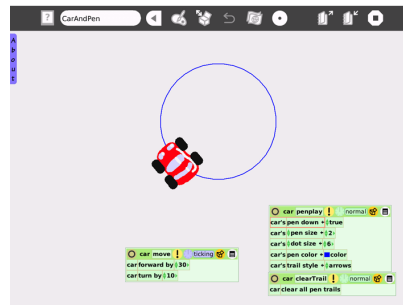 ? CarAndPen
About
car move ! ticking
car forward by 30
car turn by 10
car penplay ! normal
car's pen down true
car's pen size 2
car's dot size 6
car's pen color color
car's trail style arrows
car clearTrail ! normal
car clear all pen trails